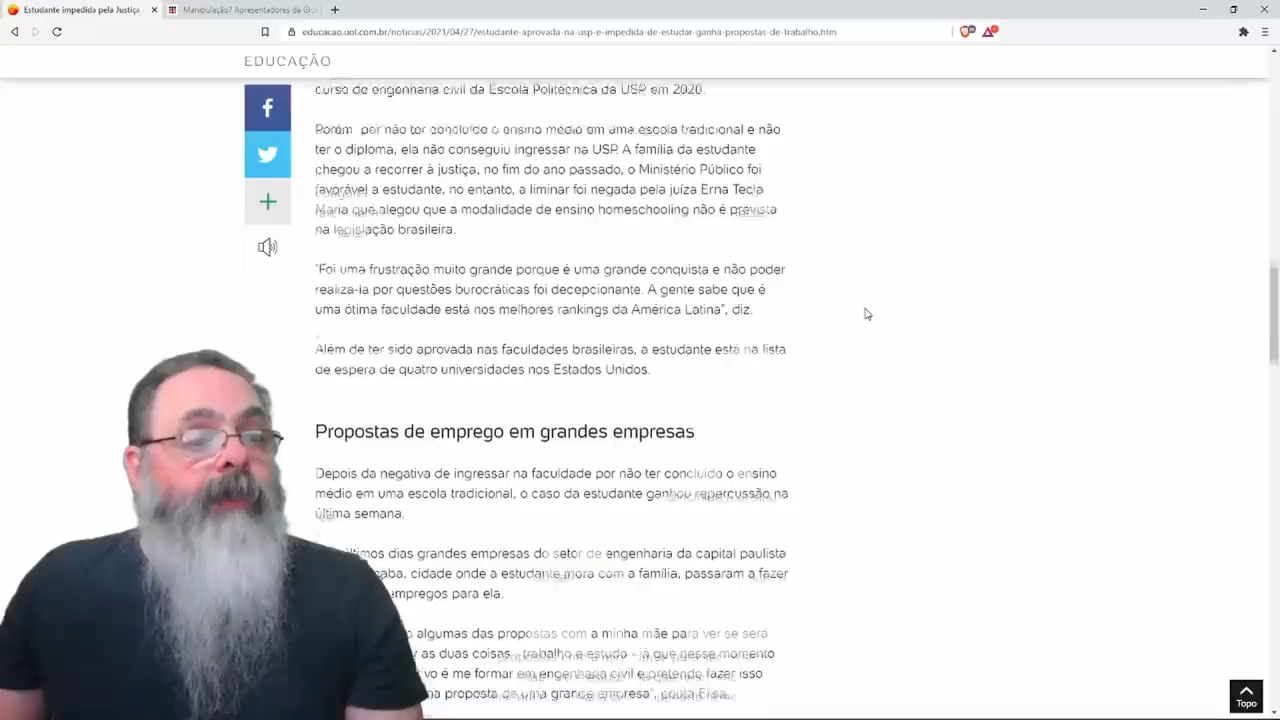 Estudante impedida pela Justiça
Manipulação? Apresentadores da Glo
educacao.uol.com.br/noticias/2021/04/27/estudante-aprovada-na-usp-e-impedida-de-estudar-ganha-propostas-de-trabalho.htm
EDUCAÇÃO
curso de engenharia civil da Escola Politécnica da USP em 2020.
Porém, por não ter concluído o ensino médio em uma escola tradicional e não
ter o diploma, ela não conseguiu ingressar na USP. A família da estudante
chegou a recorrer à justiça, no fim do ano passado, o Ministério Público foi
favorável a estudante, no entanto, a liminar foi negada pela juíza Erna Tecla
Maria que alegou que a modalidade de ensino homeschooling não é prevista
na legislação brasileira.
"Foi uma frustração muito grande porque é uma grande conquista e não poder
realiza-la por questões burocráticas foi decepcionante. A gente sabe que é
uma ótima faculdade está nos melhores rankings da América Latina", diz.
Além de ter sido aprovada nas faculdades brasileiras, a estudante está na lista
de espera de quatro universidades nos Estados Unidos.
Propostas de emprego em grandes empresas
Depois da negativa de ingressar na faculdade por não ter concluído o ensino
médio em uma escola tradicional, o caso da estudante ganhou repercussão na
última semana.
últimos dias grandes empresas do setor de engenharia da capital paulista
caba, cidade onde a estudante mora com a família, passaram a fazer
empregos para ela.
algumas das propostas com a minha mãe para ver se será
as duas coisas - trabalho e estudo - já que nesse momento
vo é me formar em engenharia civil e pretendo fazer isso
na proposta de uma grande empresa", conta Elisa.
Topo